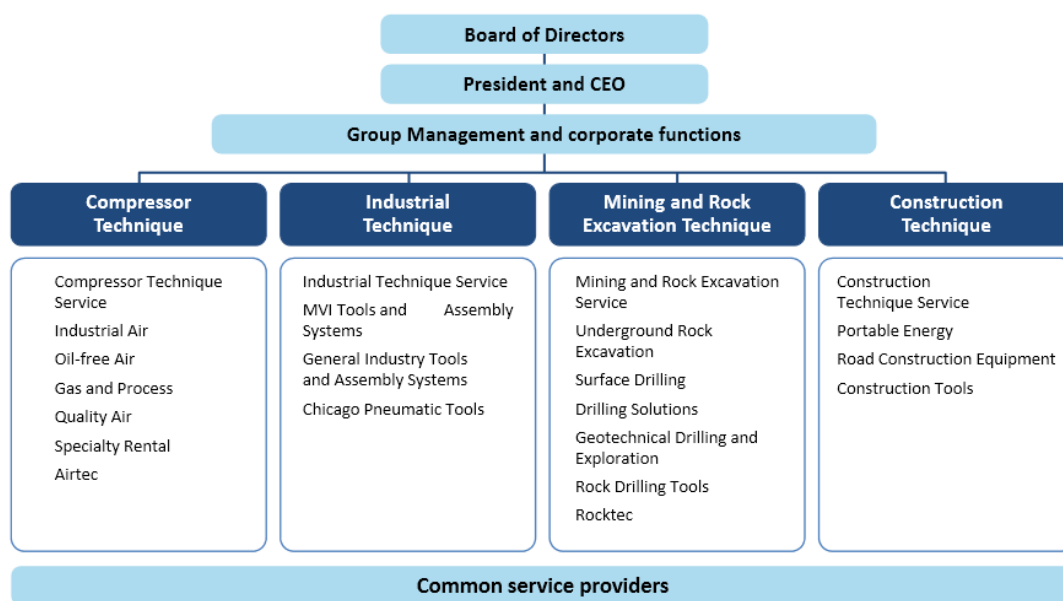 Board of Directors
President and CEO
Group Management and corporate functions
Compressor
Technique
Industrial
Technique
Mining and Rock
Excavation Technique
Construction
Technique
Compressor Technique
Service
Industrial Air
Oil-free Air
Gas and Process
Quality Air
Specialty Rental
Airtec
Industrial Technique Service
MVI Tools and Assembly
Systems
General Industry Tools
and Assembly Systems
Chicago Pneumatic Tools
Mining and Rock Excavation
Service
Underground Rock
Excavation
Surface Drilling
Drilling Solutions
Geotechnical Drilling and
Exploration
Rock Drilling Tools
Rocktec
Construction
Technique Service
Portable Energy
Road Construction Equipment
Construction Tools
Common service providers